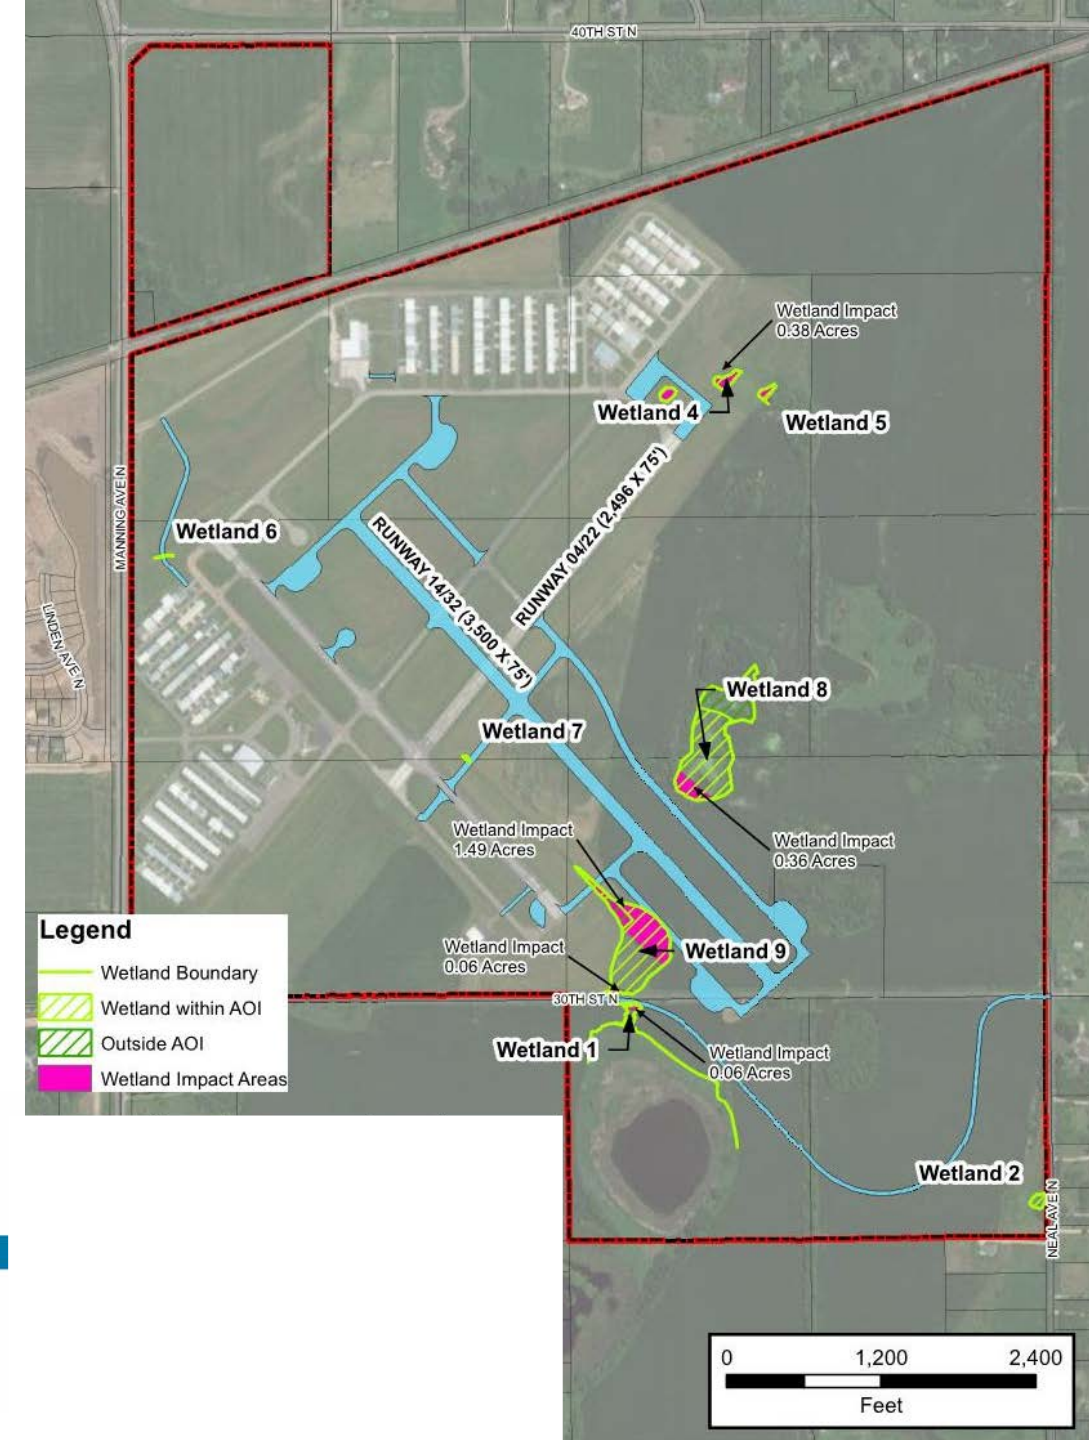 40TH ST N
Wetland Impact
0.38 Acres
Wetland 4
Wetland 5
MANNING AVE N
Wetland 6
RUNWAY 14/32 (3,500 X 75')
RUNWAY 04/22 (2,496 X 75')
LINDEN AVE N
Wetland 8
Wetland 7
Wetland Impact
1.49 Acres
Wetland Impact
0.36 Acres
Legend
Wetland Boundary
Wetland within AOI
Outside AOI
Wetland Impact Areas
Wetland Impact
0.06 Acres
Wetland 9
30TH ST N
Wetland 1
Wetland Impact
0.06 Acres
Wetland 2
NEAL AVE N
0 1,200 2,400
Feet